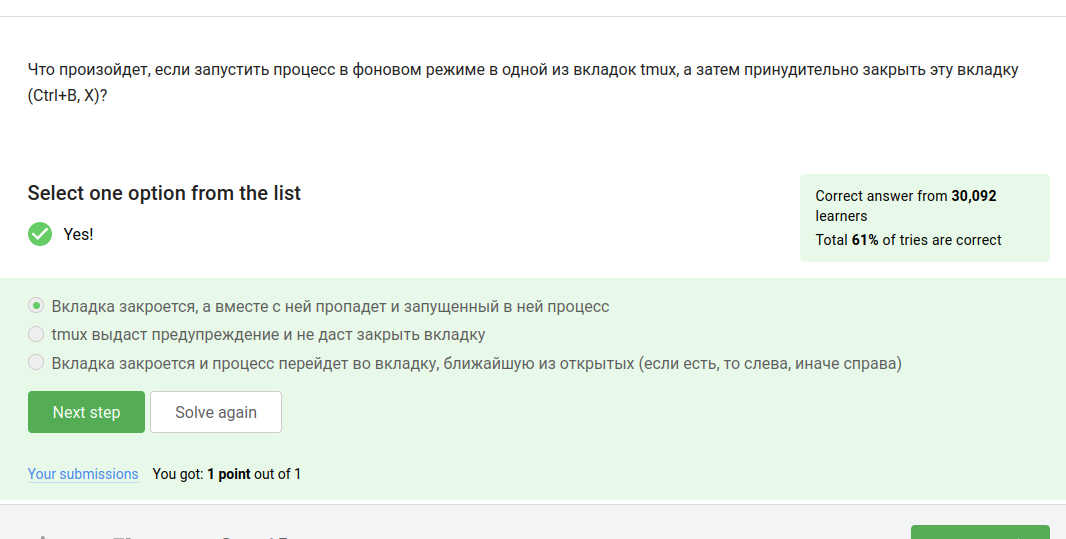 Что произойдет, если запустить процесс в фоновом режиме в одной из вкладок tmux, а затем принудительно закрыть эту вкладку
(Ctrl+B, X)?
Select one option from the list
Yes!
Correct answer from 30,092
learners
Total 61% of tries are correct
Вкладка закроется, а вместе с ней пропадет и запущенный в ней процесс
tmux выдаст предупреждение и не даст закрыть вкладку
Вкладка закроется и процесс перейдет во вкладку, ближайшую из открытых (если есть, то слева, иначе справа)
Next step
Solve again
Your submissions You got: 1 point out of 1